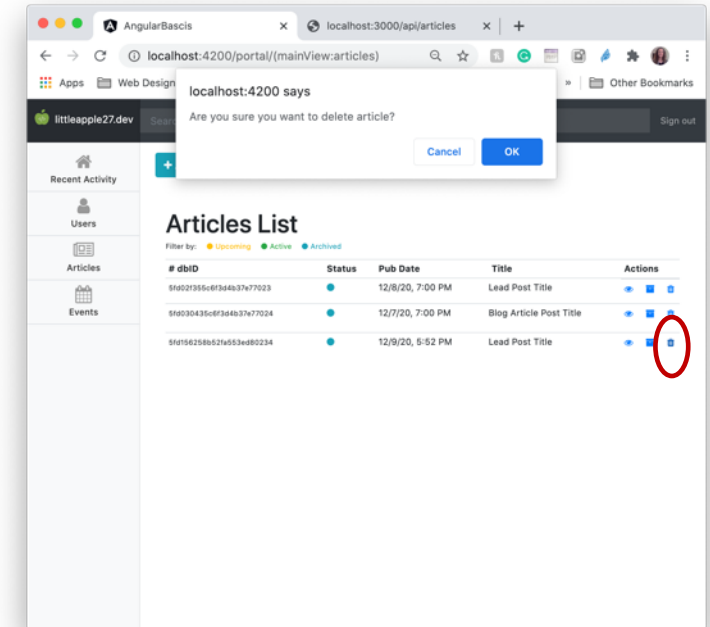 AngularBascis
localhost:3000/api/articles
localhost:4200/portal/(mainView:articles)
Apps
Web Design
»
Other Bookmarks
localhost:4200 says
Are you sure you want to delete article?
Cancel
OK
littleapple27.dev
Sear
Sign out
+
Recent Activity
Users
Articles
Events
Articles List
Filter by: Upcoming Active Archived
# dbID Status Pub Date Title Actions
5fd02f355c6f3d4b37e77023 12/8/20, 7:00 PM Lead Post Title
5fd030435c6f3d4b37e77024 12/7/20, 7:00 PM Blog Article Post Title
5fd156258b52fa553ed80234 12/9/20, 5:52 PM Lead Post Title